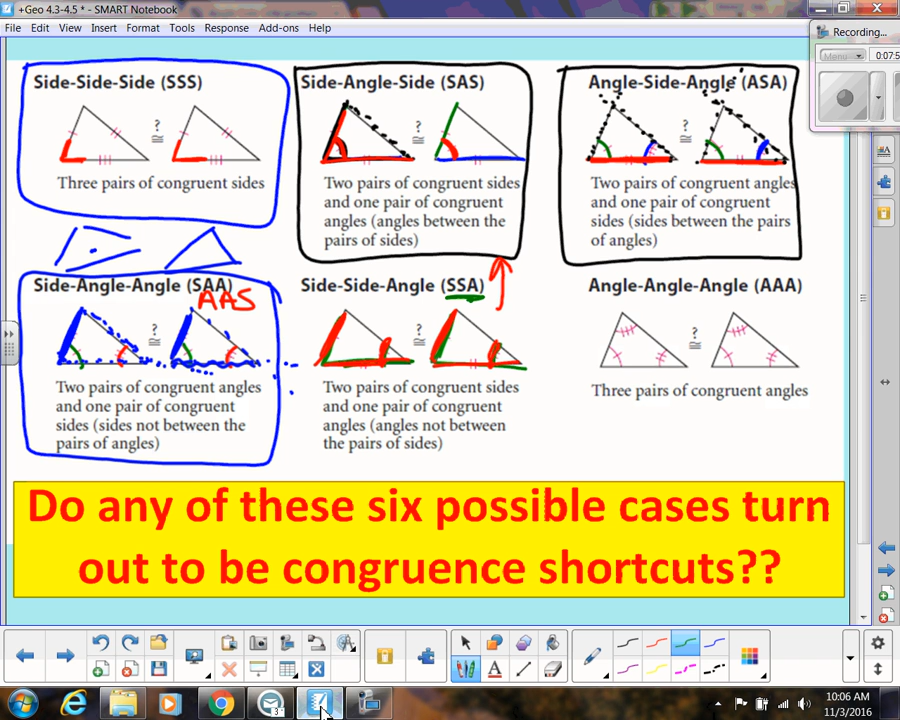 +Geo 4.3-4.5 * - SMART Notebook
File Edit View Insert Format Tools Response Add-ons Help
Recording...
Menu
0:07:5
Side-Side-Side (SSS)
?
≅
Three pairs of congruent sides
Side-Angle-Side (SAS)
?
≅
Two pairs of congruent sides
and one pair of congruent
angles (angles between the
pairs of sides)
Angle-Side-Angle (ASA)
?
≅
Two pairs of congruent angles
and one pair of congruent
sides (sides between the pairs
of angles)
Side-Angle-Angle (SAA)
AAS
?
≅
Two pairs of congruent angles
and one pair of congruent
sides (sides not between the
pairs of angles)
Side-Side-Angle (SSA)
?
≅
Two pairs of congruent sides
and one pair of congruent
angles (angles not between
the pairs of sides)
Angle-Angle-Angle (AAA)
?
≅
Three pairs of congruent angles
Do any of these six possible cases turn
out to be congruence shortcuts??
10:06 AM
11/3/2016